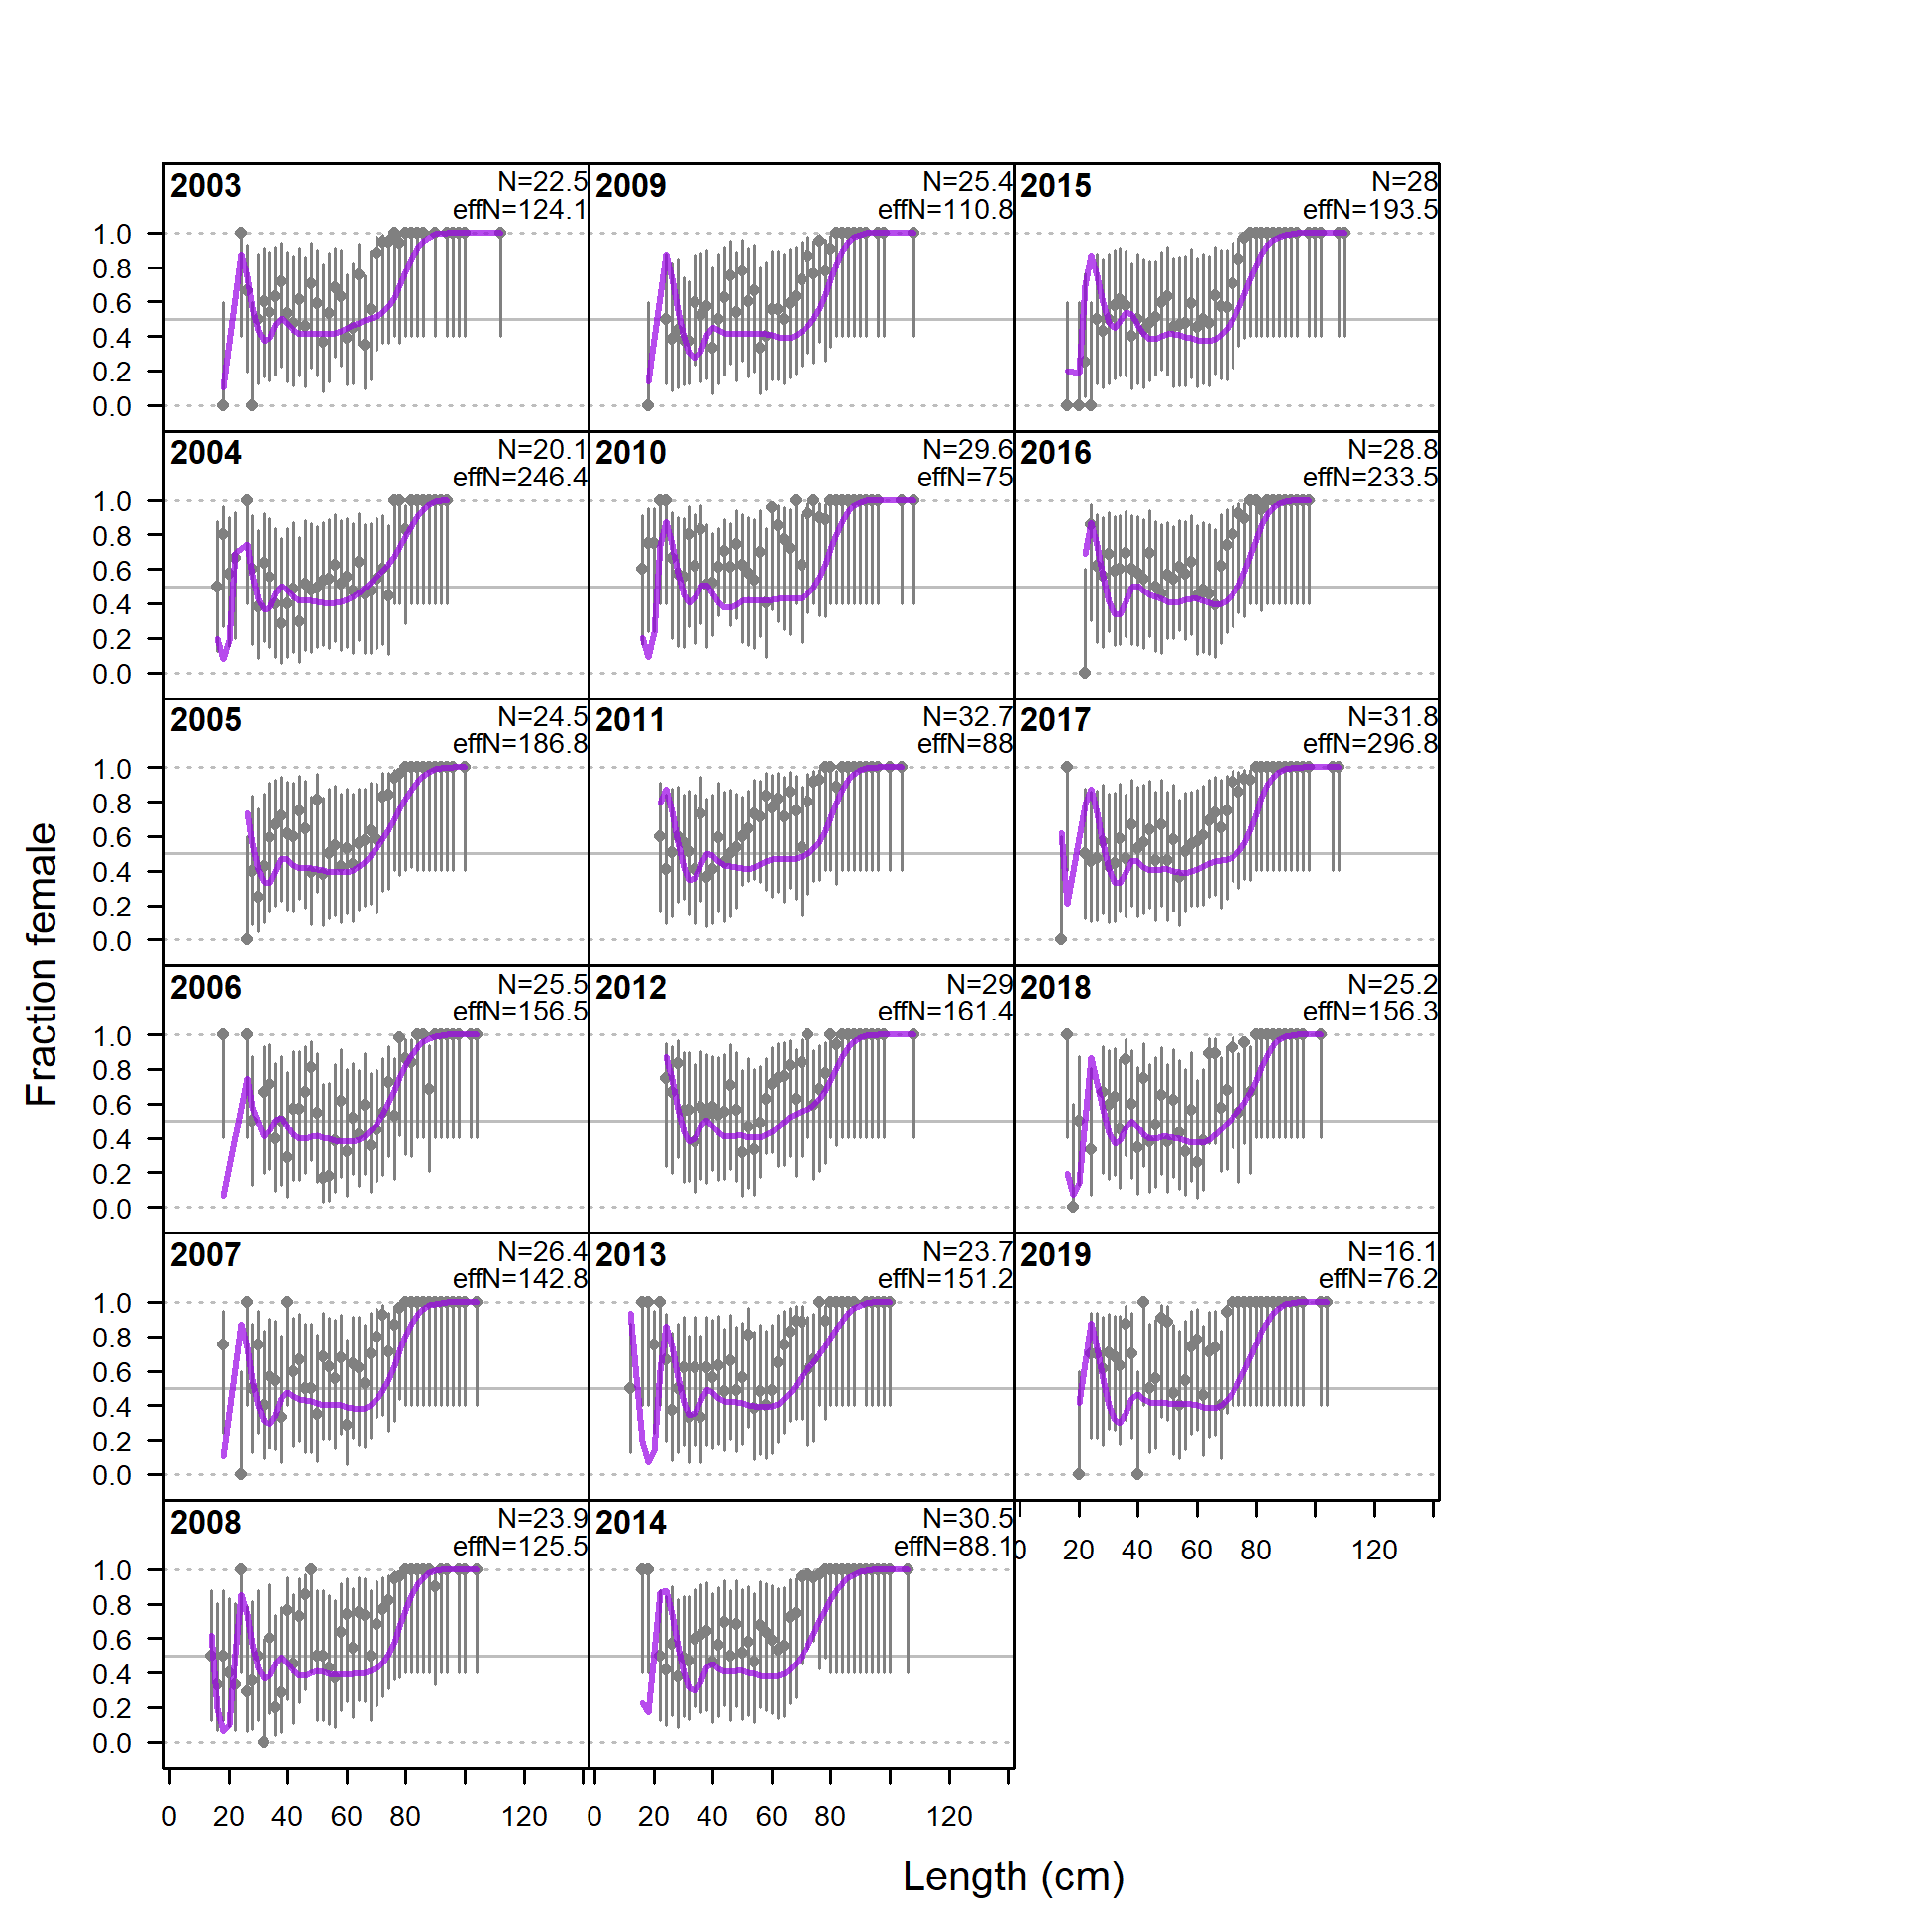 2003
N=22.5
effN=124.1
2009
N=25.4
effN=110.8
2015
N=28
effN=193.5
1.0
0.8
0.6
0.4
0.2
0.0
2004
N=20.1
effN=246.4
2010
N=29.6
effN=75
2016
N=28.8
effN=233.5
1.0
0.8
0.6
0.4
0.2
0.0
2005
N=24.5
effN=186.8
2011
N=32.7
effN=88
2017
N=31.8
effN=296.8
1.0
0.8
0.6
0.4
0.2
0.0
Fraction female
2006
N=25.5
effN=156.5
2012
N=29
effN=161.4
2018
N=25.2
effN=156.3
1.0
0.8
0.6
0.4
0.2
0.0
2007
N=26.4
effN=142.8
2013
N=23.7
effN=151.2
2019
N=16.1
effN=76.2
1.0
0.8
0.6
0.4
0.2
0.0
2008
N=23.9
effN=125.5
2014
N=30.5
effN=88.1
0 20 40 60 80 120
1.0
0.8
0.6
0.4
0.2
0.0
0 20 40 60 80 120 0 20 40 60 80 120
Length (cm)